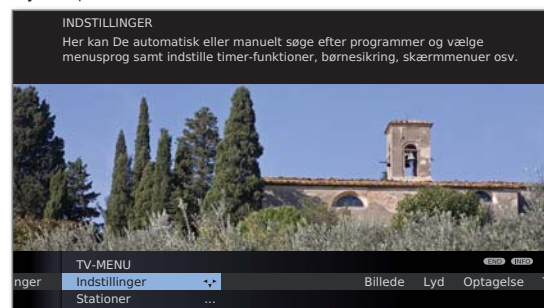 INDSTILLINGER
Her kan De automatisk eller manuelt søge efter programmer og vælge
menusprog samt indstille timer-funktioner, børnesikring, skærmmenuer osv.
TV-MENU END INFO
nger Indstillinger Billede Lyd Optagelse
Stationer ...